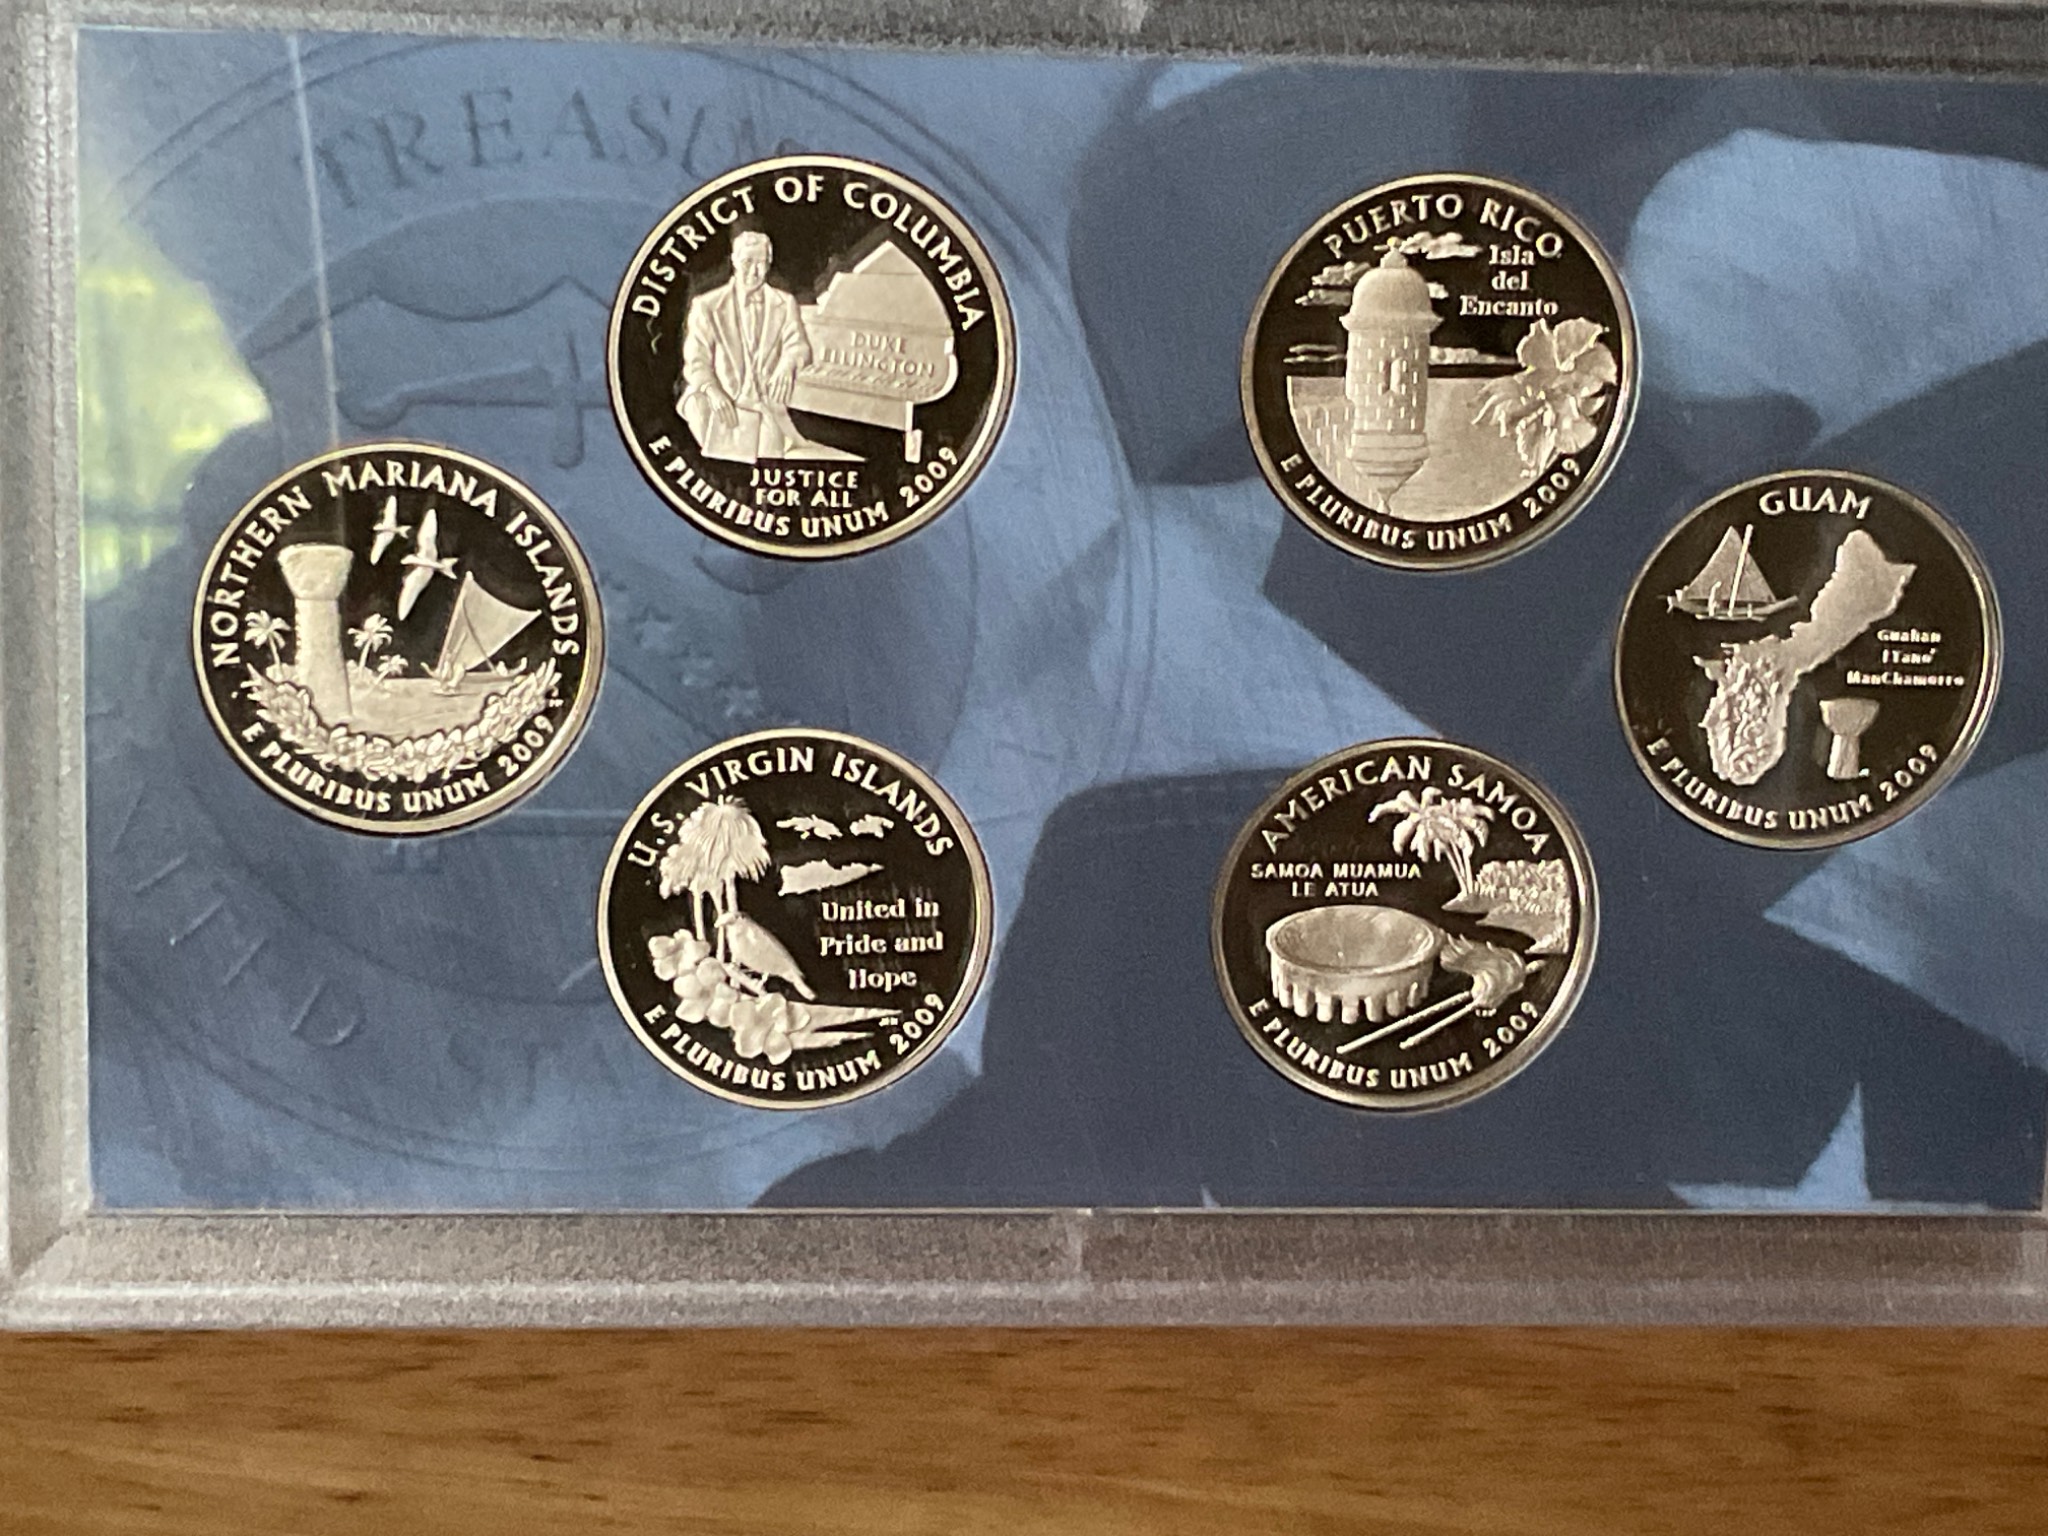 TREASU
DISTRICT OF COLUMBIA
DUKE
ELLINGTON
JUSTICE
FOR ALL
E PLURIBUS UNUM 2009
PUERTO RICO
Isla
del
Encanto
E PLURIBUS UNUM 2009
NORTHERN MARIANA ISLANDS
E PLURIBUS UNUM 2009
GUAM
Guahan
I Tano'
ManChamorro
E PLURIBUS UNUM 2009
U.S. VIRGIN ISLANDS
United in
Pride and
Hope
E PLURIBUS UNUM 2009
AMERICAN SAMOA
SAMOA MUAMUA
LE ATUA
E PLURIBUS UNUM 2009